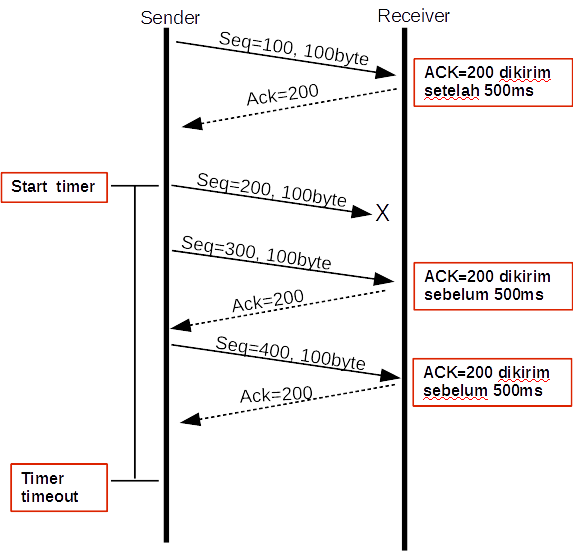 Sender
Receiver
Seq=100, 100byte
ACK=200 dikirim
setelah 500ms
Ack=200
Start timer
Seq=200, 100byte
X
Seq=300, 100byte
ACK=200 dikirim
sebelum 500ms
Ack=200
Seq=400, 100byte
ACK=200 dikirim
sebelum 500ms
Ack=200
Timer
timeout